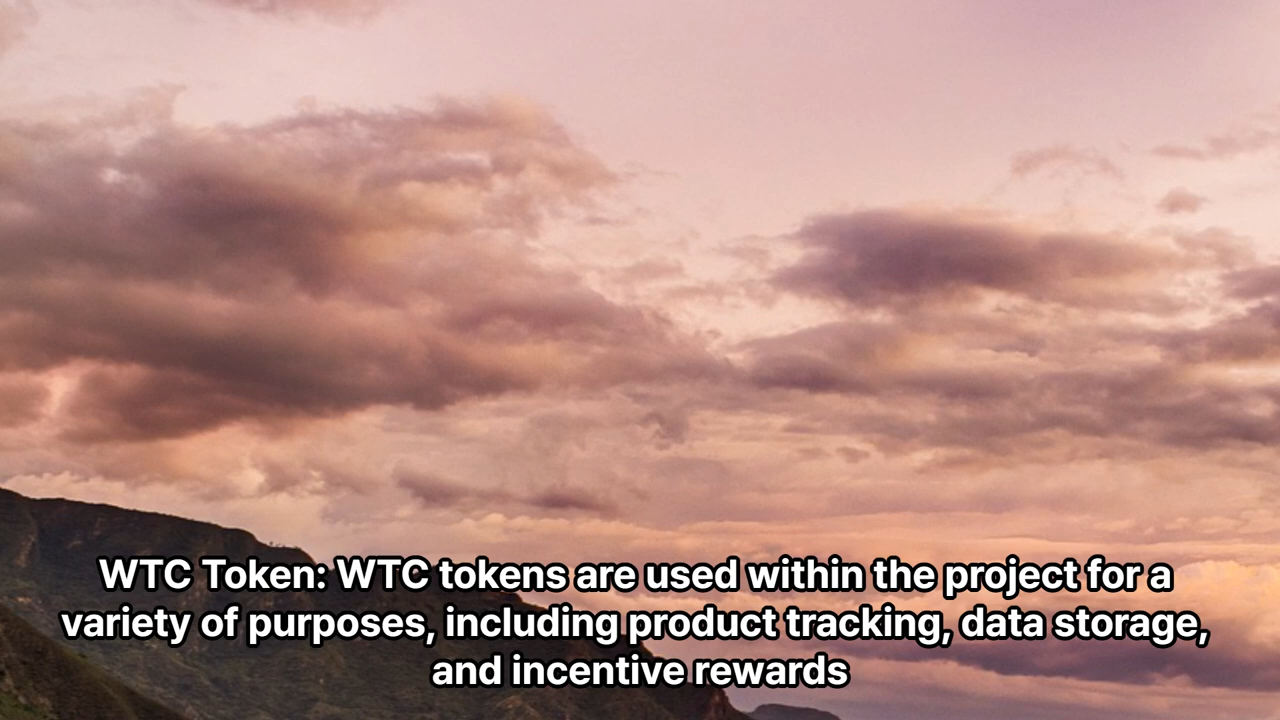 WTC Token: WTC tokens are used within the project for a
variety of purposes, including product tracking, data storage,
and incentive rewards